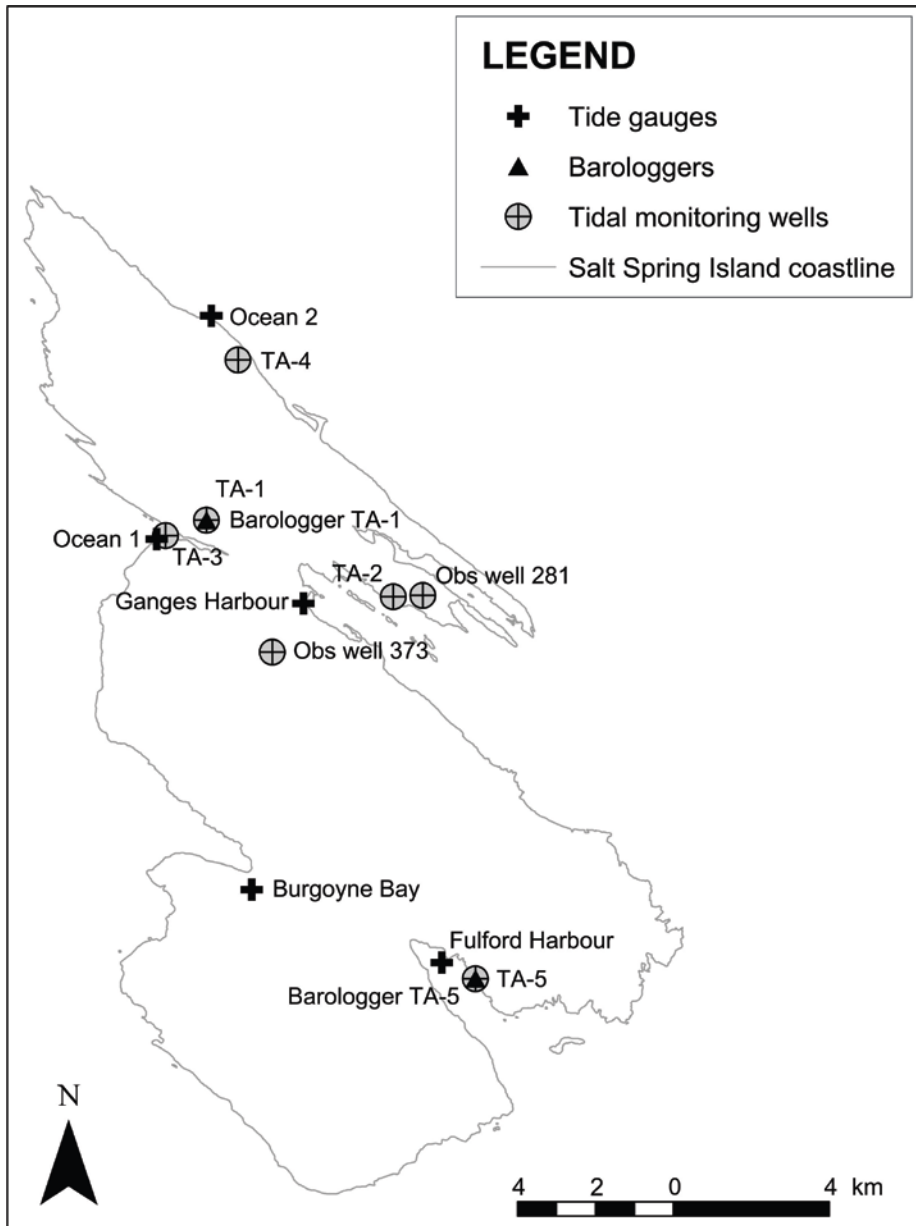 LEGEND
Tide gauges
Barologgers
Tidal monitoring wells
Salt Spring Island coastline
Ocean 2
TA-4
TA-1
Barologger TA-1
Ocean 1
TA-3
TA-2
Obs well 281
Ganges Harbour
Obs well 373
Burgoyne Bay
Fulford Harbour
TA-5
Barologger TA-5
N
4 2 0 4 km